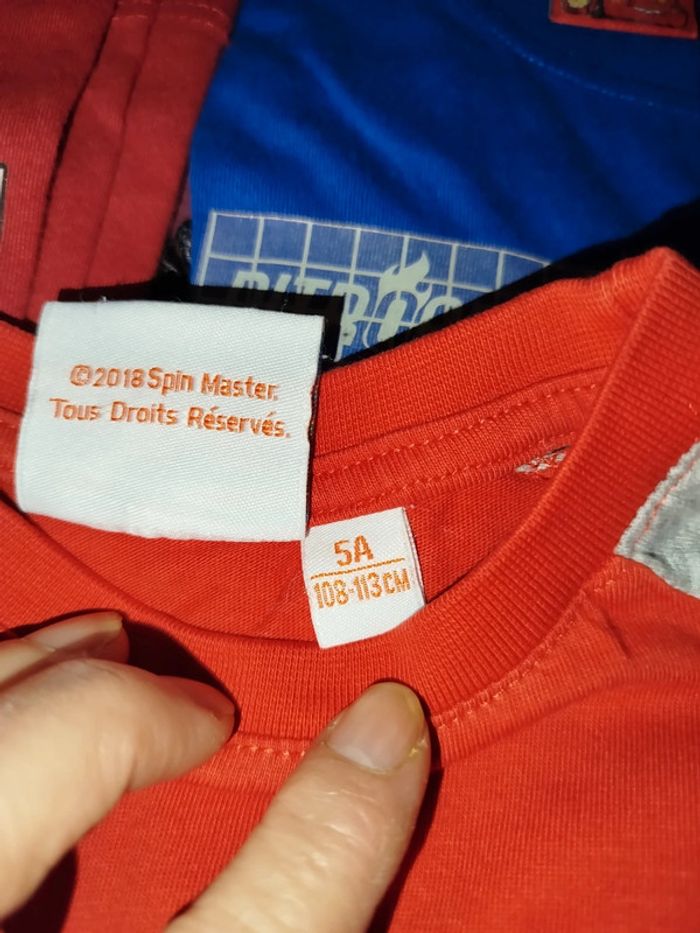 ©2018 Spin Master.
Tous Droits Réservés.
5A
108-113CM